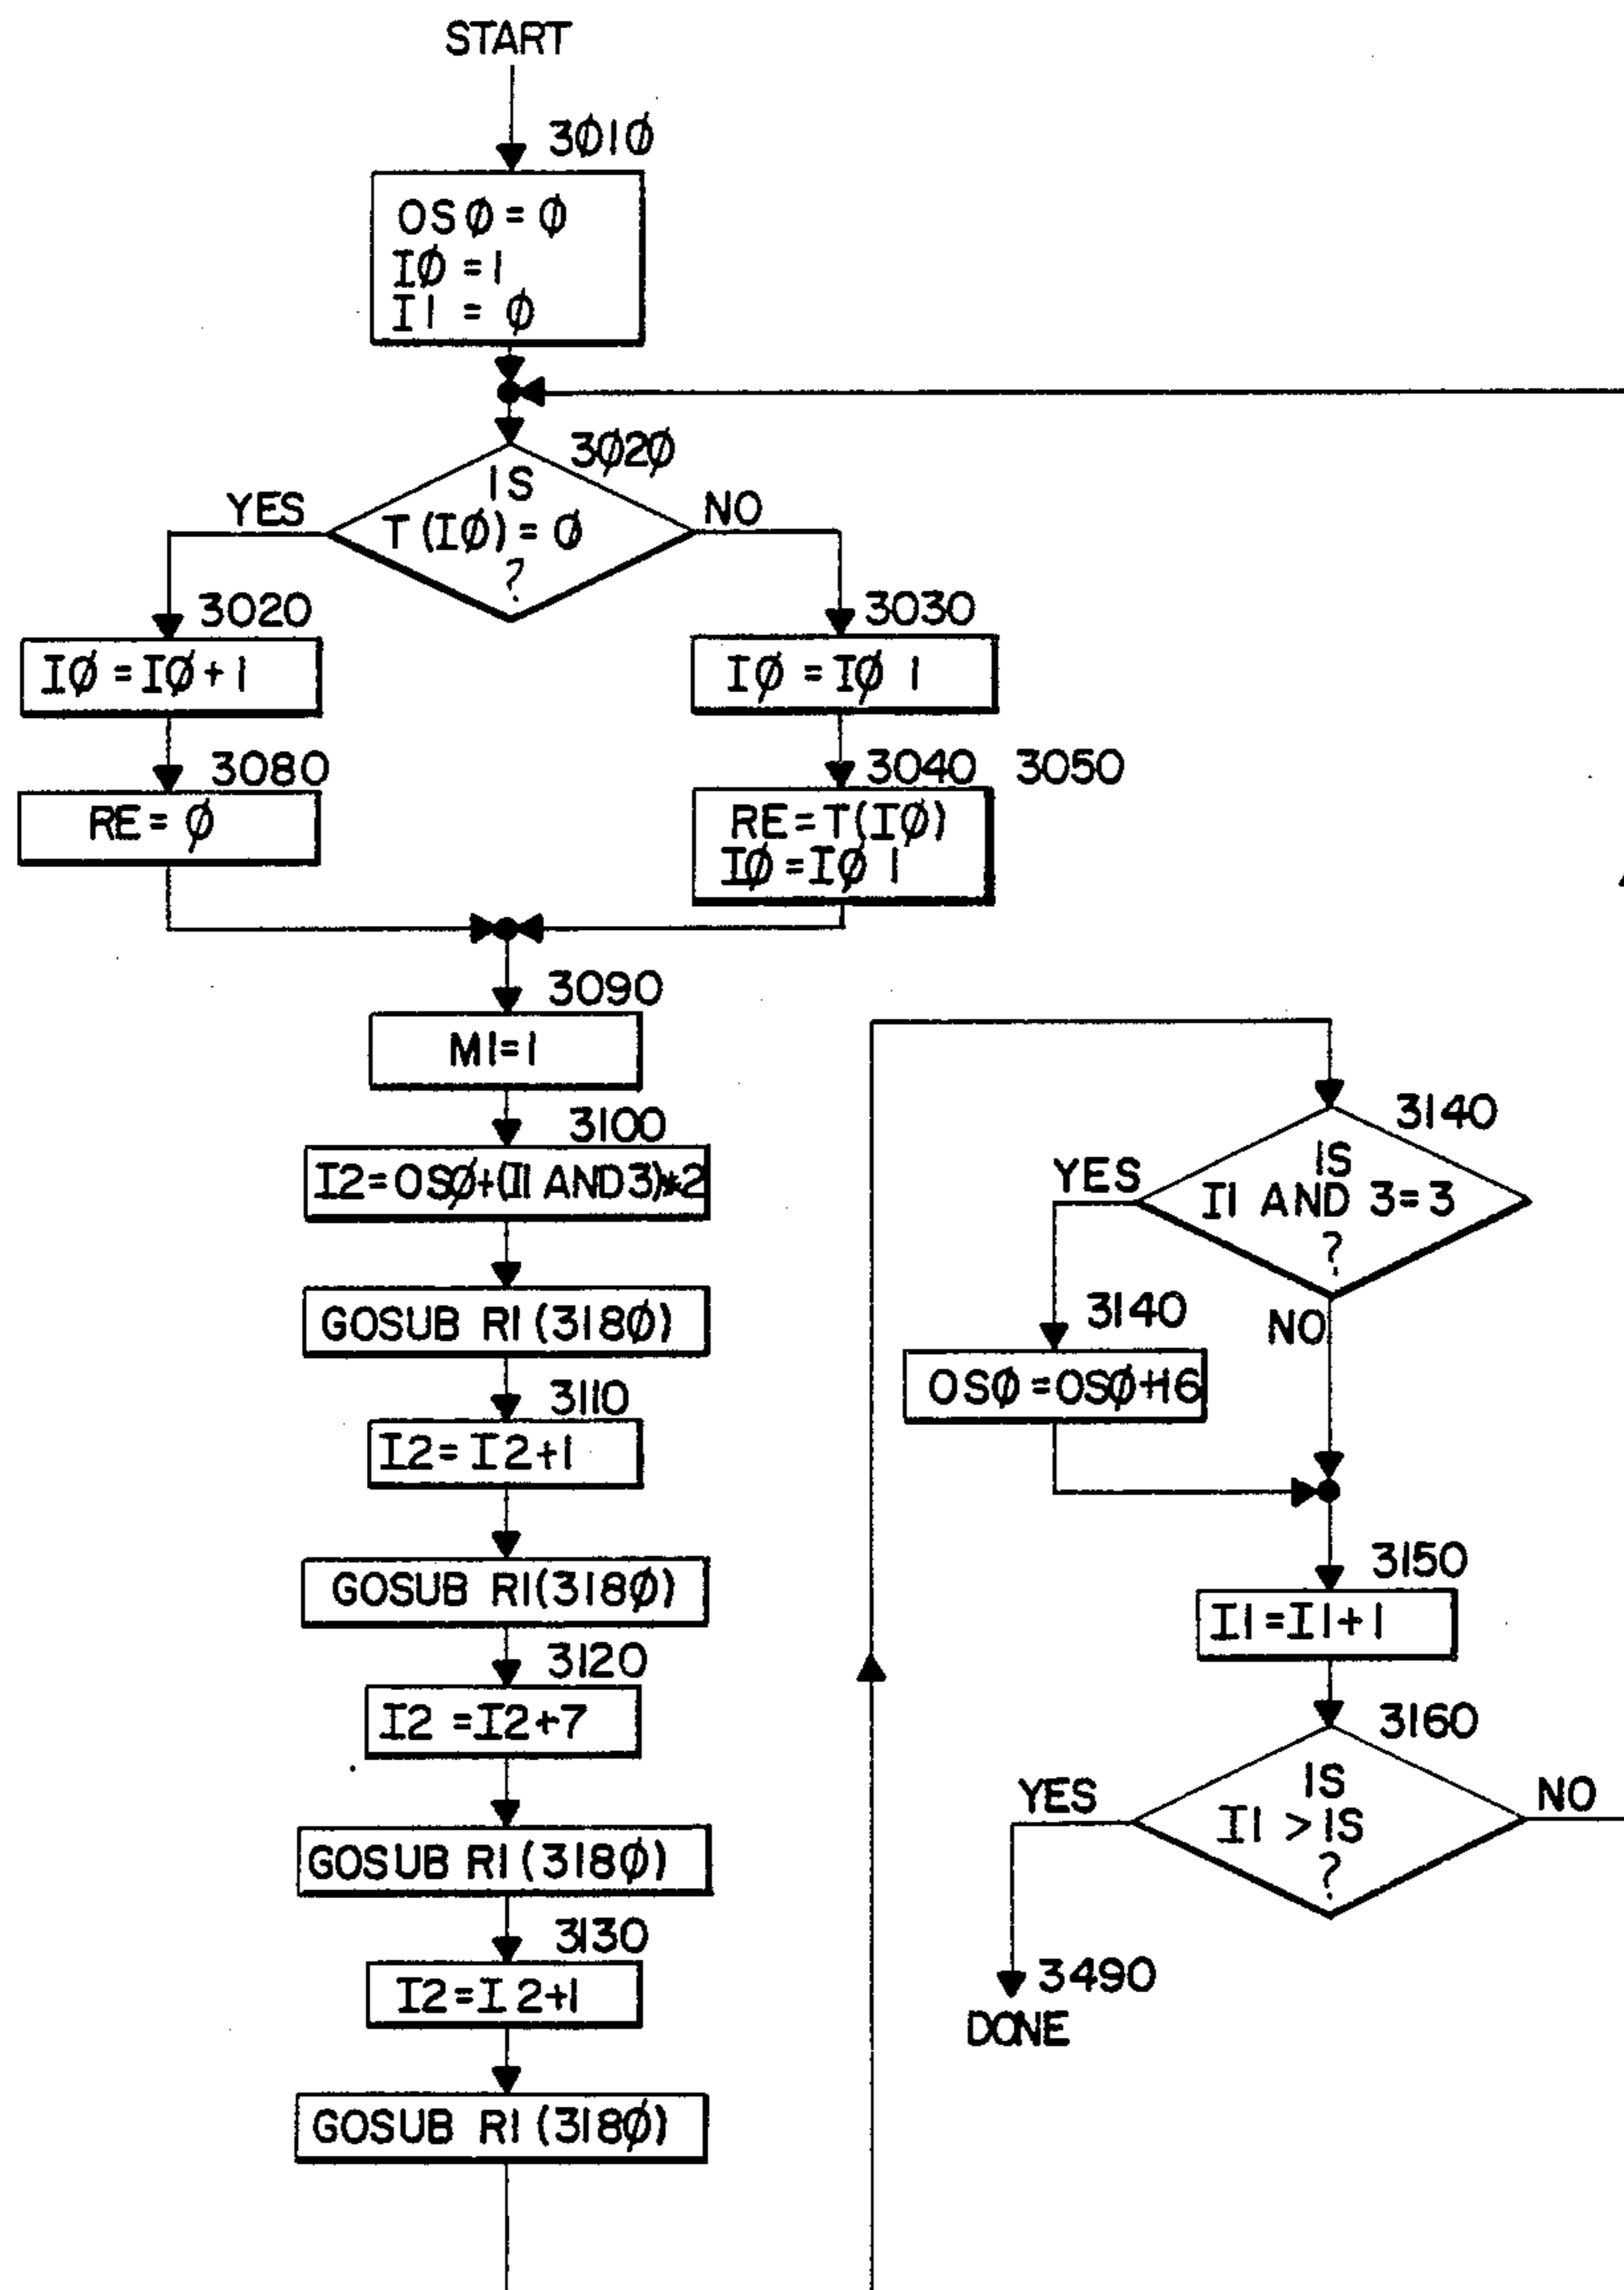 START
3Ø1Ø
OSØ = Ø
IØ = 1
I1 = Ø
3Ø2Ø
IS
T (IØ) = Ø
?
YES
NO
3020
IØ = IØ + 1
3030
IØ = IØ 1
3080
RE = Ø
3040 3050
RE = T(IØ)
IØ = IØ 1
3090
M1=1
3100
I2=OSØ+(I1 AND 3)*2
GOSUB R1 (318Ø)
3110
I2 = I2+1
GOSUB R1(318Ø)
3120
I2 = I2+7
GOSUB R1 (318Ø)
3130
I2 = I2+1
GOSUB R1 (318Ø)
3140
IS
I1 AND 3=3
?
YES
NO
3140
OSØ = OSØ+16
3150
I1 = I1+1
3160
IS
I1 > IS
?
YES
NO
3490
DONE